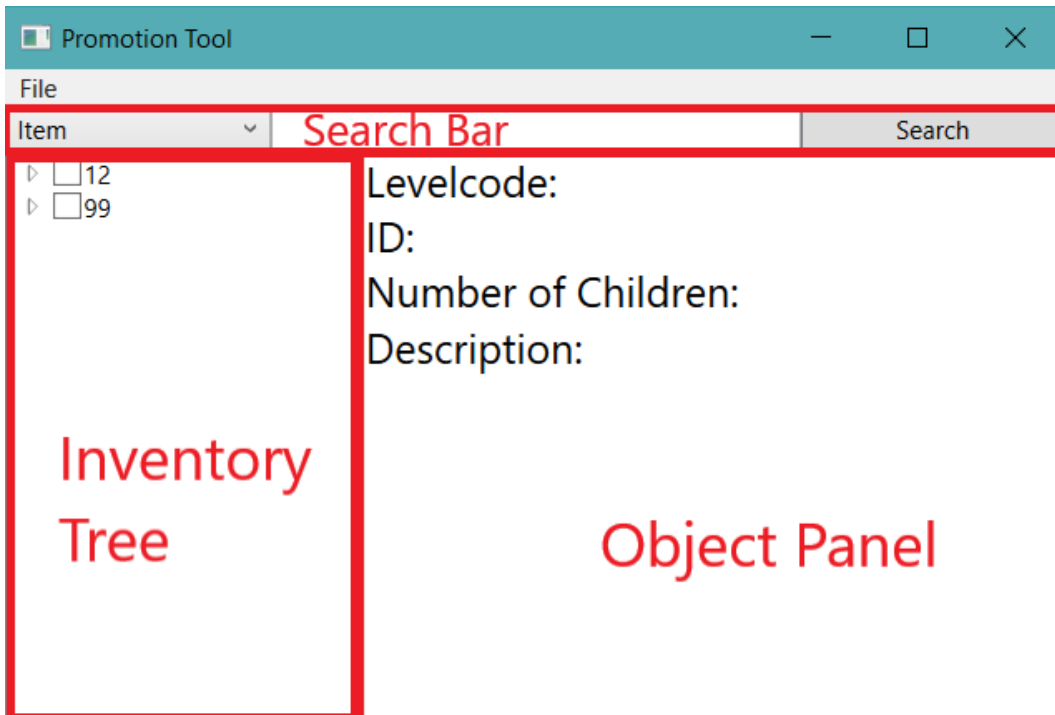 Promotion Tool
File
Item Search Bar Search
12
99
Levelcode:
ID:
Number of Children:
Description:
Inventory
Tree
Object Panel